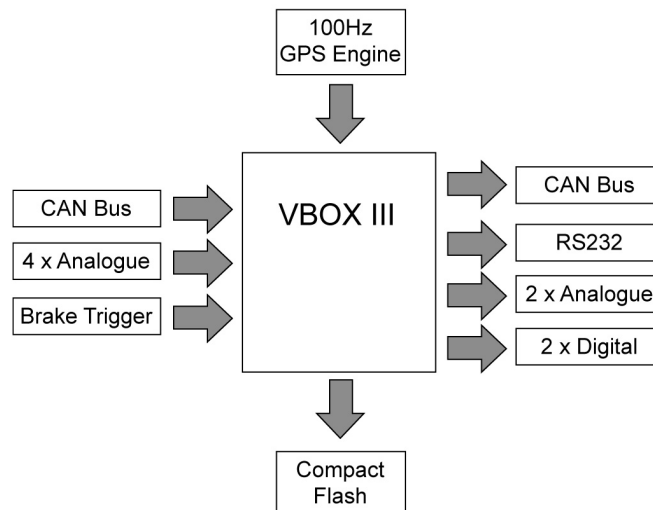 100Hz
GPS Engine
VBOX III
CAN Bus
4 x Analogue
Brake Trigger
CAN Bus
RS232
2 x Analogue
2 x Digital
Compact
Flash